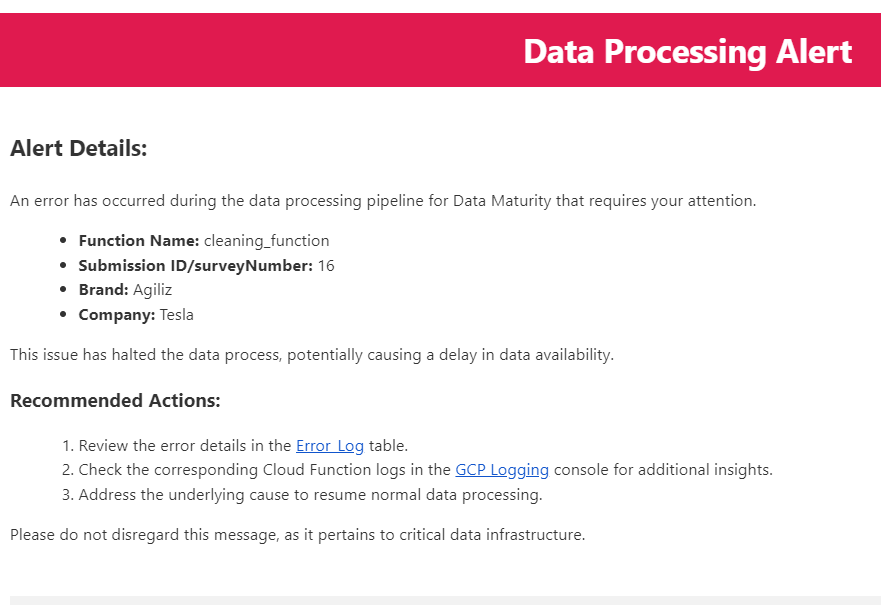 Data Processing Alert
Alert Details:
An error has occurred during the data processing pipeline for Data Maturity that requires your attention.
• Function Name: cleaning_function
• Submission ID/surveyNumber: 16
• Brand: Agiliz
• Company: Tesla
This issue has halted the data process, potentially causing a delay in data availability.
Recommended Actions:
1. Review the error details in the Error_Log table.
2. Check the corresponding Cloud Function logs in the GCP Logging console for additional insights.
3. Address the underlying cause to resume normal data processing.
Please do not disregard this message, as it pertains to critical data infrastructure.